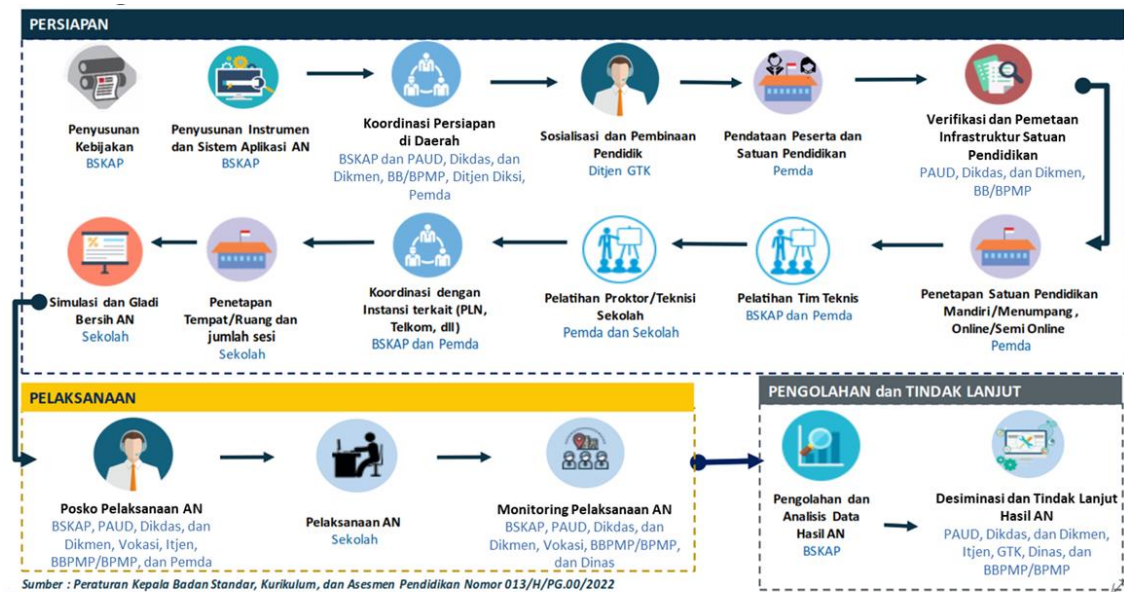 PERSIAPAN
Penyusunan
Kebijakan
BSKAP
Penyusunan Instrumen
dan Sistem Aplikasi AN
BSKAP
Koordinasi Persiapan
di Daerah
BSKAP dan PAUD, Dikdas, dan
Dikmen, BB/BPMP, Ditjen Diksi,
Pemda
Sosialisasi dan Pembinaan
Pendidik
Ditjen GTK
Pendataan Peserta dan
Satuan Pendidikan
Pemda
Verifikasi dan Pemetaan
Infrastruktur Satuan
Pendidikan
PAUD, Dikdas, dan Dikmen,
BB/BPMP
Simulasi dan Gladi
Bersih AN
Sekolah
Penetapan
Tempat/Ruang dan
jumlah sesi
Sekolah
Koordinasi dengan
Instansi terkait (PLN,
Telkom, dll)
BSKAP dan Pemda
Pelatihan Proktor/Teknisi
Sekolah
Pemda dan Sekolah
Pelatihan Tim Teknis
BSKAP dan Pemda
Penetapan Satuan Pendidikan
Mandiri/Menumpang,
Online/Semi Online
Pemda
PELAKSANAAN
Posko Pelaksanaan AN
BSKAP, PAUD, Dikdas, dan
Dikmen, Vokasi, Itjen,
BBPMP/BPMP, dan Pemda
Pelaksanaan AN
Sekolah
Monitoring Pelaksanaan AN
BSKAP, PAUD, Dikdas, dan
Dikmen, Vokasi, BBPMP/BPMP,
dan Dinas
PENGOLAHAN dan TINDAK LANJUT
Pengolahan dan
Analisis Data
Hasil AN
BSKAP
Desiminasi dan Tindak Lanjut
Hasil AN
PAUD, Dikdas, dan Dikmen,
Itjen, GTK, Dinas, dan
BBPMP/BPMP
Sumber : Peraturan Kepala Badan Standar, Kurikulum, dan Asesmen Pendidikan Nomor 013/H/PG.00/2022